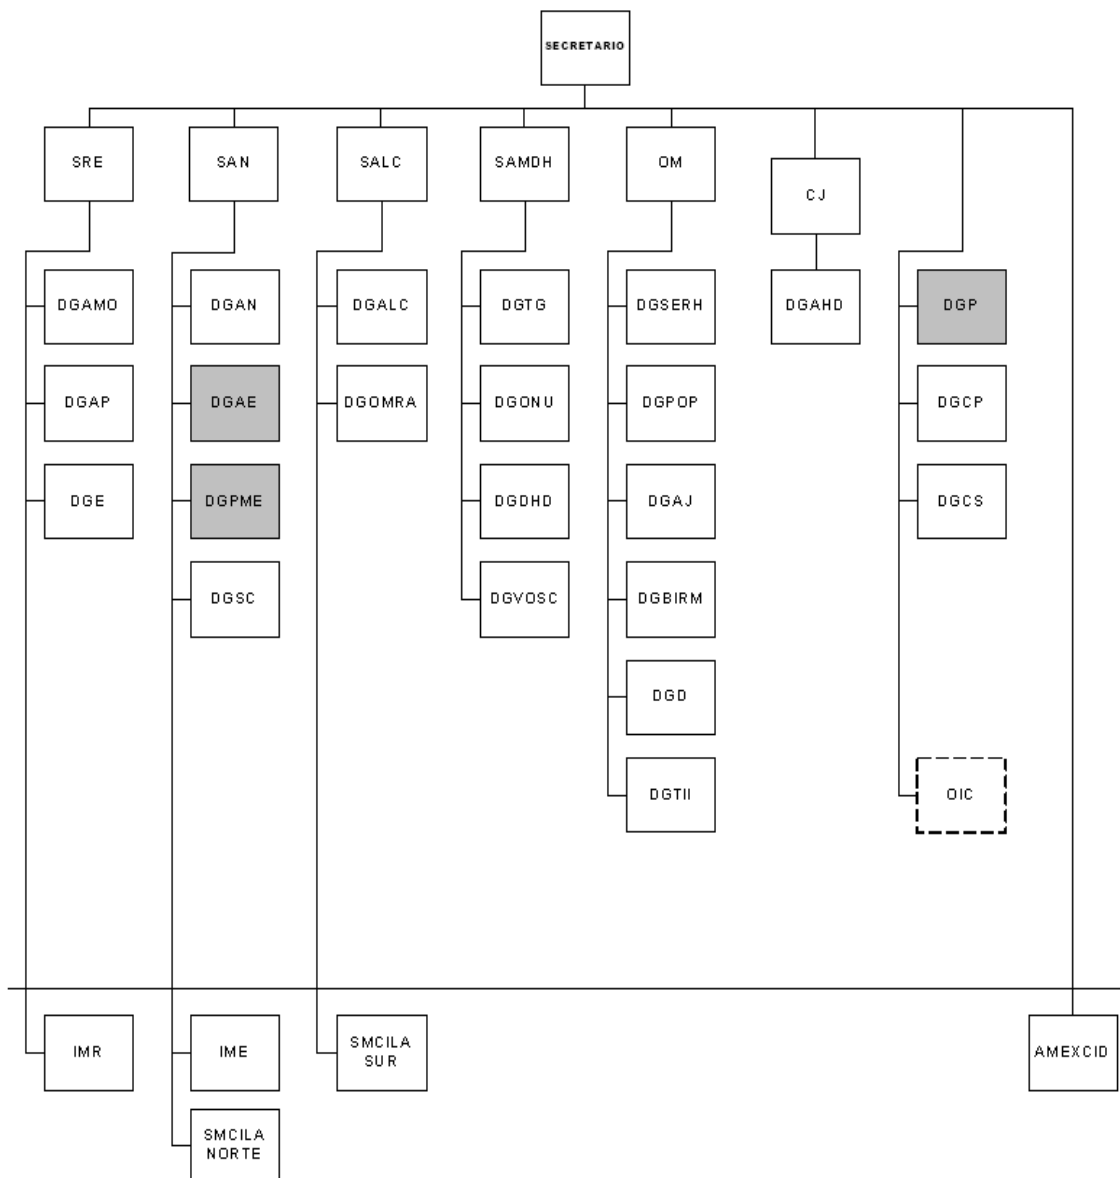 SECRETARIO
SRE
SAN
SALC
SAMDH
OM
CJ
DGAMO
DGAN
DGALC
DGTG
DGSERH
DGAHD
DGP
DGAP
DGAE
DGOMRA
DGONU
DGPOP
DGCP
DGE
DGPME
DGDHD
DGAJ
DGCS
DGSC
DGVOSC
DGBIRM
DGD
DGTII
OIC
IMR
IME
SMCILA
SUR
AMEXCID
SMCILA
NORTE